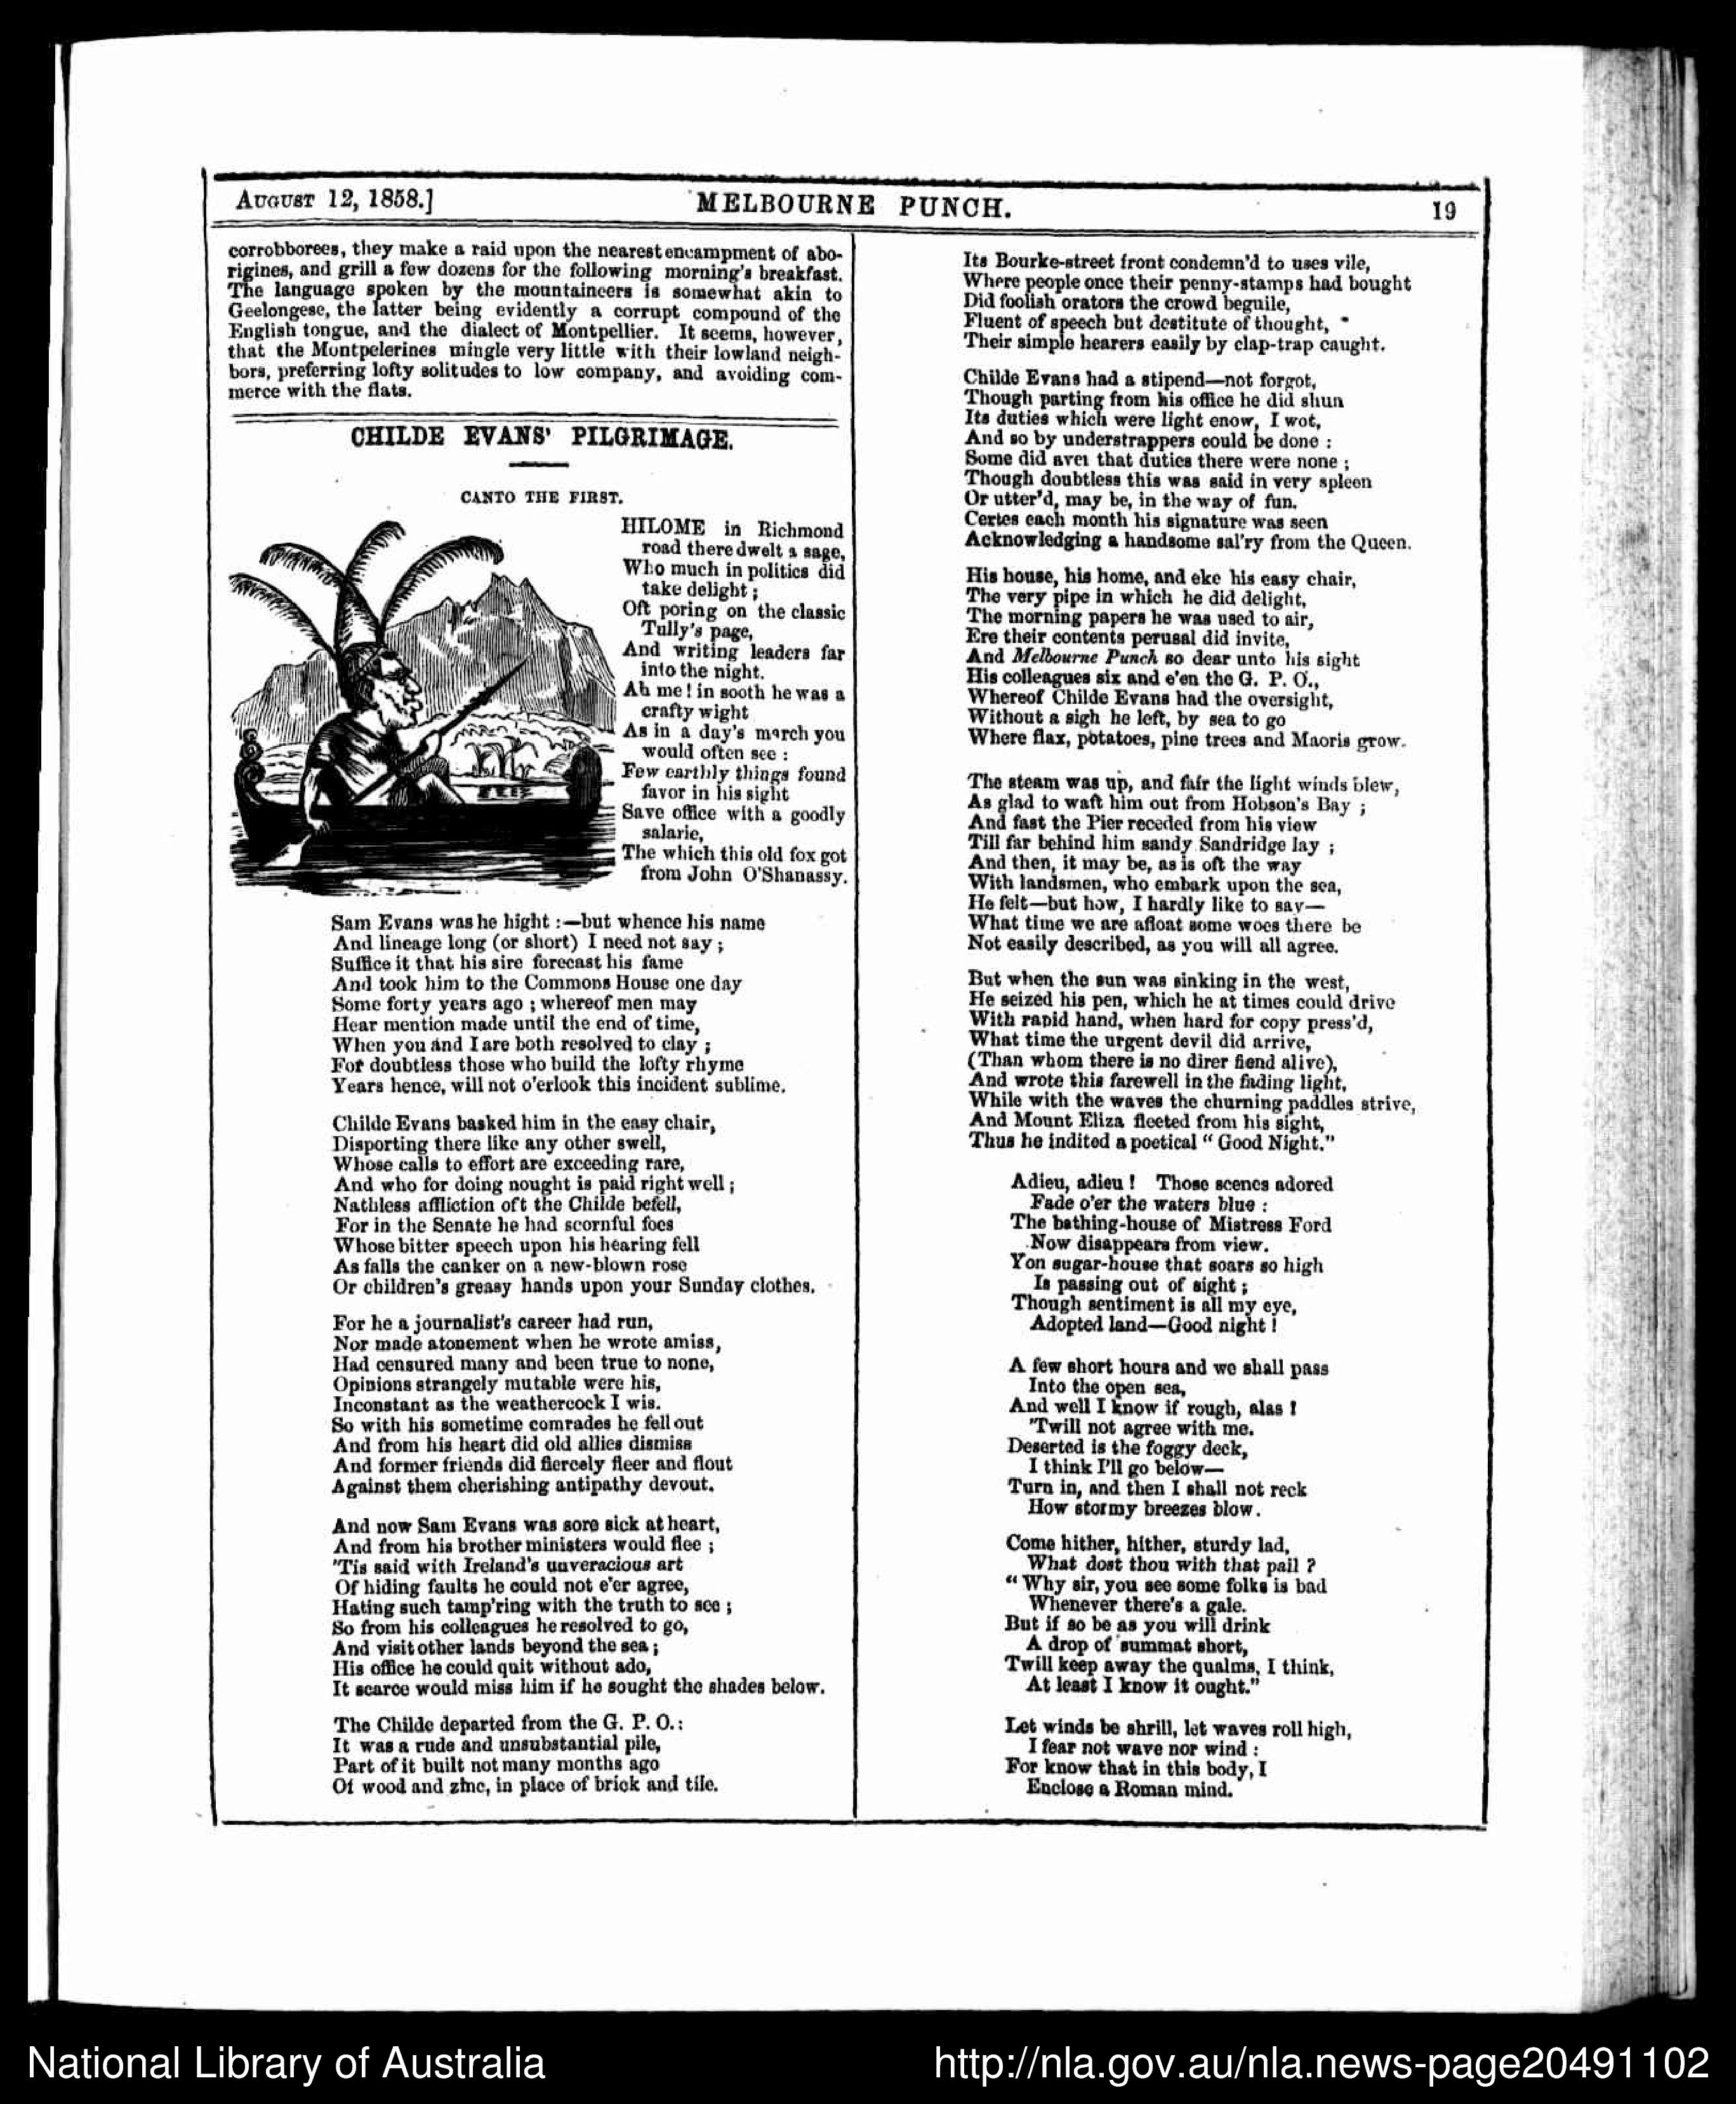 AUGUST 12, 1858.]
MELBOURNE PUNCH.
19
corrobborees, they make a raid upon the nearest encampment of abo-
rigines, and grill a few dozens for the following morning's breakfast.
The language spoken by the mountaineers is somewhat akin to
Geelongese, the latter being evidently a corrupt compound of the
English tongue, and the dialect of Montpellier. It seems, however,
that the Montpelerines mingle very little with their lowland neigh-
bors, preferring lofty solitudes to low company, and avoiding com-
merce with the flats.
CHILDE EVANS' PILGRIMAGE.
CANTO THE FIRST.
HILOME in Richmond
road there dwelt a sage,
Who much in politics did
take delight;
Oft poring on the classic
Tully's page,
And writing leaders far
into the night.
Ah me! in sooth he was a
crafty wight
As in a day's march you
would often see:
Few earthly things found
favor in his sight
Save office with a goodly
salarie,
The which this old fox got
from John O'Shanassy.
Sam Evans was he hight:—but whence his name
And lineage long (or short) I need not say;
Suffice it that his sire forecast his fame
And took him to the Commons House one day
Some forty years ago; whereof men may
Hear mention made until the end of time,
When you and I are both resolved to clay;
For doubtless those who build the lofty rhyme
Years hence, will not o'erlook this incident sublime.
Childe Evans basked him in the easy chair,
Disporting there like any other swell,
Whose calls to effort are exceeding rare,
And who for doing nought is paid right well;
Nathless affliction oft the Childe befell,
For in the Senate he had scornful foes
Whose bitter speech upon his hearing fell
As falls the canker on a new-blown rose
Or children's greasy hands upon your Sunday clothes.
For he a journalist's career had run,
Nor made atonement when he wrote amiss,
Had censured many and been true to none,
Opinions strangely mutable were his,
Inconstant as the weathercock I wis.
So with his sometime comrades he fell out
And from his heart did old allies dismiss
And former friends did fiercely fleer and flout
Against them cherishing antipathy devout.
And now Sam Evans was sore sick at heart,
And from his brother ministers would flee;
'Tis said with Ireland's unveracious art
Of hiding faults he could not e'er agree,
Hating such tamp'ring with the truth to see;
So from his colleagues he resolved to go,
And visit other lands beyond the sea;
His office he could quit without ado,
It scarce would miss him if he sought the shades below.
The Childe departed from the G. P. O.:
It was a rude and unsubstantial pile,
Part of it built not many months ago
Of wood and zinc, in place of brick and tile.
Its Bourke-street front condemn'd to uses vile,
Where people once their penny-stamps had bought
Did foolish orators the crowd beguile,
Fluent of speech but destitute of thought,
Their simple hearers easily by clap-trap caught.
Childe Evans had a stipend—not forgot,
Though parting from his office he did shun
Its duties which were light enow, I wot,
And so by understrappers could be done:
Some did aver that duties there were none;
Though doubtless this was said in very spleen
Or utter'd, may be, in the way of fun.
Certes each month his signature was seen
Acknowledging a handsome sal'ry from the Queen.
His house, his home, and eke his easy chair,
The very pipe in which he did delight,
The morning papers he was used to air,
Ere their contents perusal did invite,
And Melbourne Punch so dear unto his sight
His colleagues six and e'en the G. P. O.,
Whereof Childe Evans had the oversight,
Without a sigh he left, by sea to go
Where flax, potatoes, pine trees and Maoris grow.
The steam was up, and fair the light winds blew,
As glad to waft him out from Hobson's Bay;
And fast the Pier receded from his view
Till far behind him sandy Sandridge lay;
And then, it may be, as is oft the way
With landsmen, who embark upon the sea,
He felt—but how, I hardly like to say—
What time we are afloat some woes there be
Not easily described, as you will all agree.
But when the sun was sinking in the west,
He seized his pen, which he at times could drive
With rapid hand, when hard for copy press'd,
What time the urgent devil did arrive,
(Than whom there is no direr fiend alive),
And wrote this farewell in the fading light,
While with the waves the churning paddles strive,
And Mount Eliza fleeted from his sight,
Thus he indited a poetical "Good Night."
Adieu, adieu! Those scenes adored
Fade o'er the waters blue:
The bathing-house of Mistress Ford
Now disappears from view.
Yon sugar-house that soars so high
Is passing out of sight;
Though sentiment is all my eye,
Adopted land—Good night!
A few short hours and we shall pass
Into the open sea,
And well I know if rough, alas!
'Twill not agree with me.
Deserted is the foggy deck,
I think I'll go below—
Turn in, and then I shall not reck
How stormy breezes blow.
Come hither, hither, sturdy lad,
What dost thou with that pail?
"Why sir, you see some folks is bad
Whenever there's a gale.
But if so be as you will drink
A drop of summat short,
Twill keep away the qualms, I think,
At least I know it ought."
Let winds be shrill, let waves roll high,
I fear not wave nor wind:
For know that in this body, I
Enclose a Roman mind.
National Library of Australia
http://nla.gov.au/nla.news-page20491102